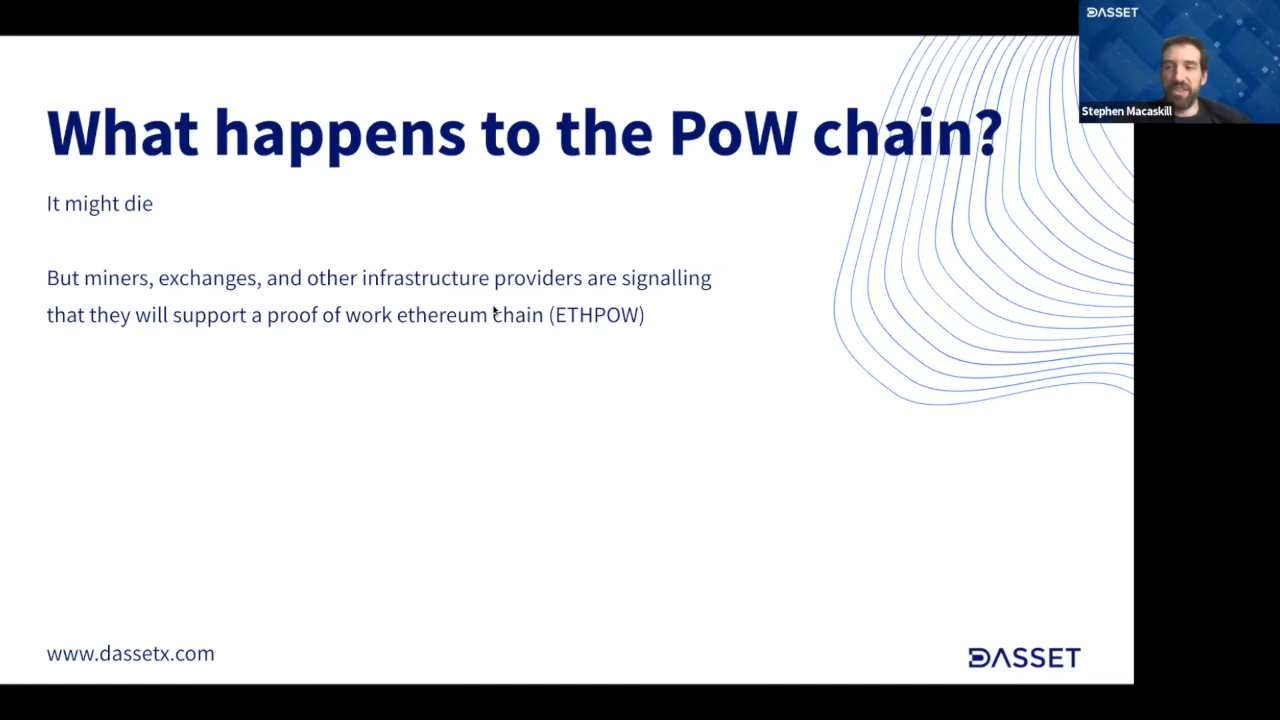 DASSET
Stephen Macaskill
What happens to the PoW chain?
It might die
But miners, exchanges, and other infrastructure providers are signalling
that they will support a proof of work ethereum chain (ETHPOW)
www.dassetx.com
DASSET